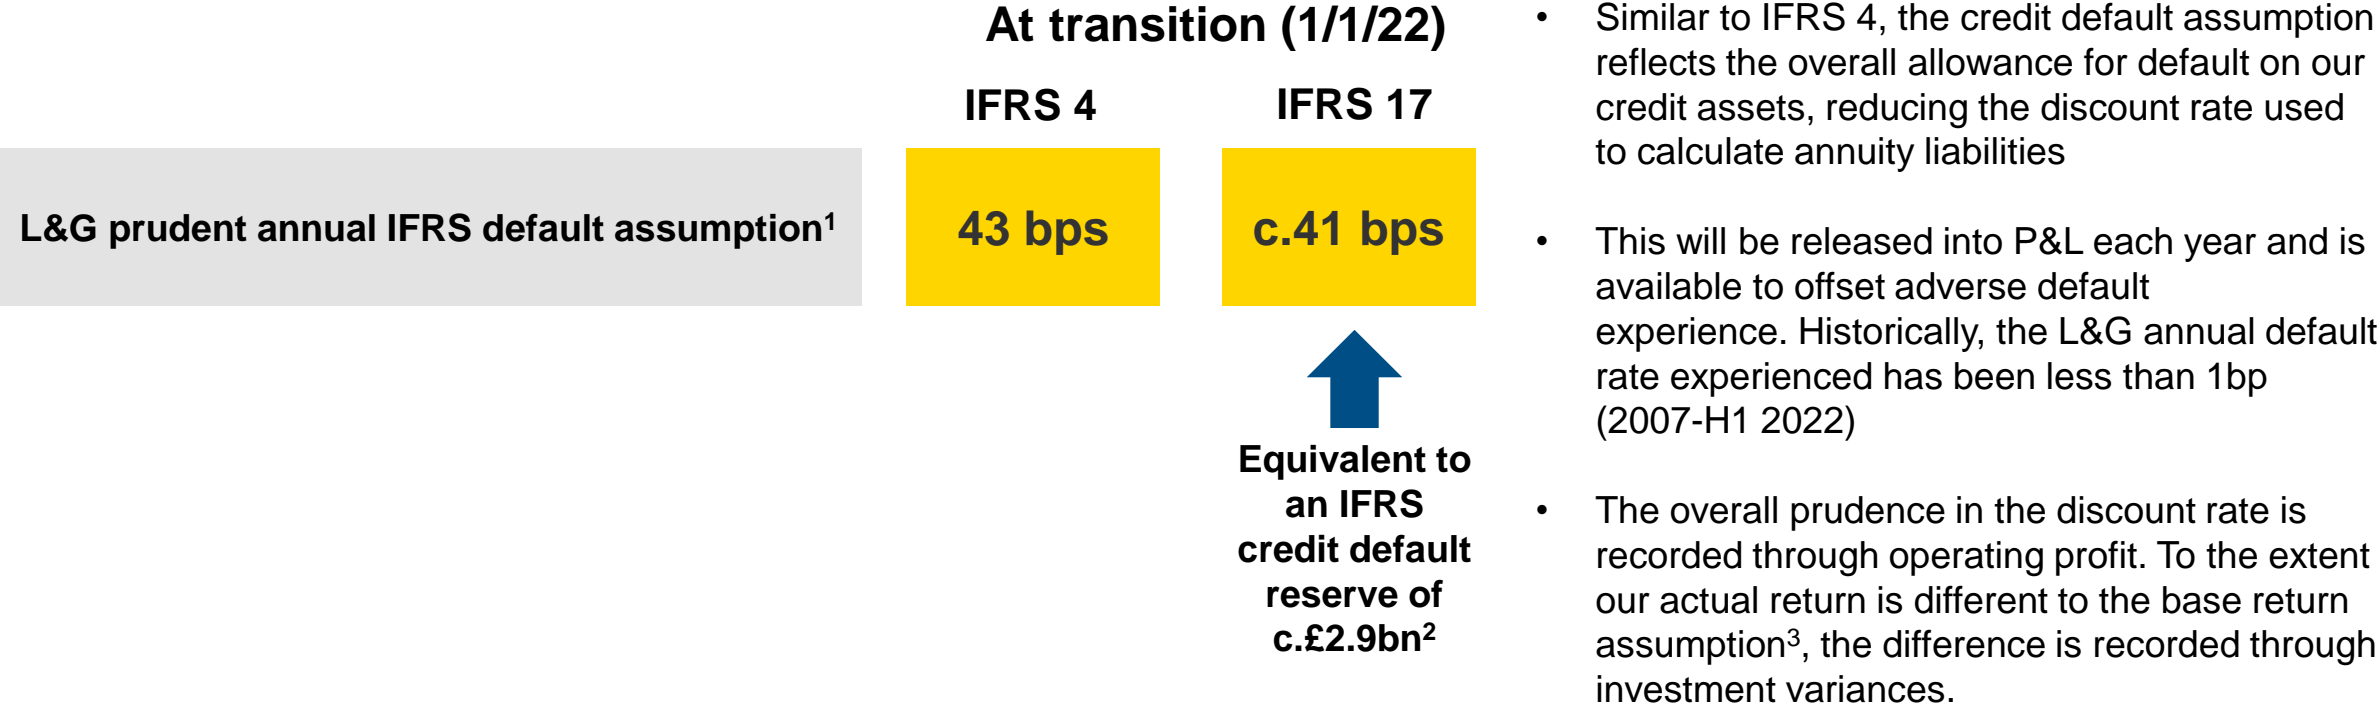 At transition (1/1/22)
IFRS 4
IFRS 17
L&G prudent annual IFRS default assumption¹
43 bps
c.41 bps
Equivalent to
an IFRS
credit default
reserve of
c.£2.9bn²
• Similar to IFRS 4, the credit default assumption
reflects the overall allowance for default on our
credit assets, reducing the discount rate used
to calculate annuity liabilities
• This will be released into P&L each year and is
available to offset adverse default
experience. Historically, the L&G annual default
rate experienced has been less than 1bp
(2007-H1 2022)
• The overall prudence in the discount rate is
recorded through operating profit. To the extent
our actual return is different to the base return
assumption³, the difference is recorded through
investment variances.